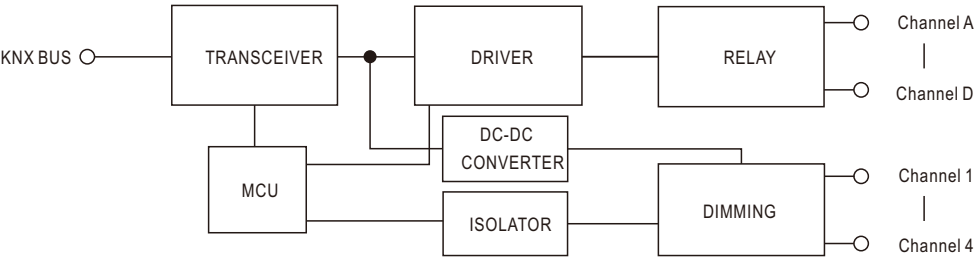 Channel A
KNX BUS
TRANSCEIVER
DRIVER
RELAY
Channel D
DC-DC
CONVERTER
MCU
Channel 1
ISOLATOR
DIMMING
Channel 4